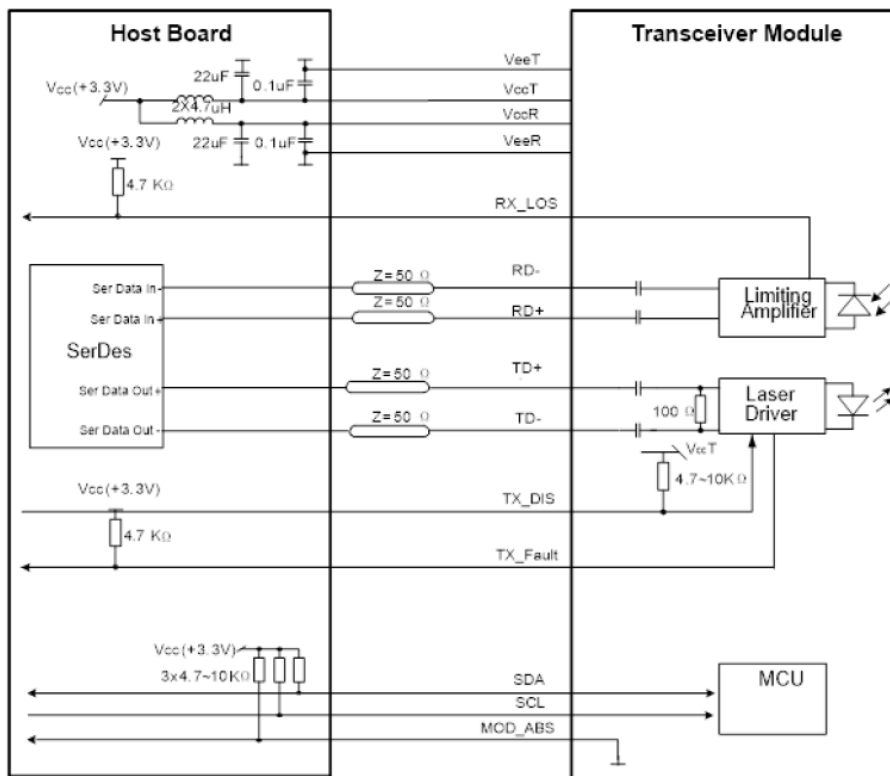 Host Board
Transceiver Module
VeeT
22uF
0.1uF
Vcc(+3.3V)
VccT
2X4.7uH
VccR
Vcc(+3.3V)
22uF
0.1uF
VeeR
4.7 KΩ
RX_LOS
Z=50 Ω
RD-
Ser Data In-
Limiting
Amplifier
Z=50 Ω
RD+
Ser Data In+
SerDes
Z=50 Ω
TD+
Ser Data Out+
Laser
Driver
100 Ω
Z=50 Ω
TD-
Ser Data Out-
VccT
4.7~10KΩ
Vcc(+3.3V)
TX_DIS
4.7 KΩ
TX_Fault
Vcc(+3.3V)
3x4.7~10KΩ
SDA
MCU
SCL
MOD_ABS